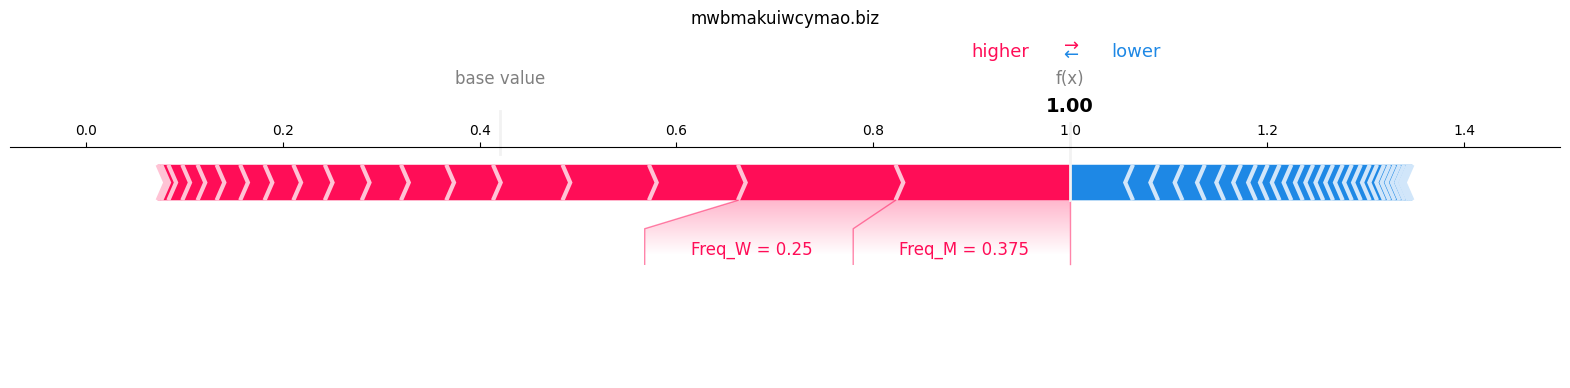 mwbmakuiwcymao.biz
higher ⇄ lower
base value f(x)
1.00
0.0 0.2 0.4 0.6 0.8 1.0 1.2 1.4
Freq_W = 0.25 Freq_M = 0.375